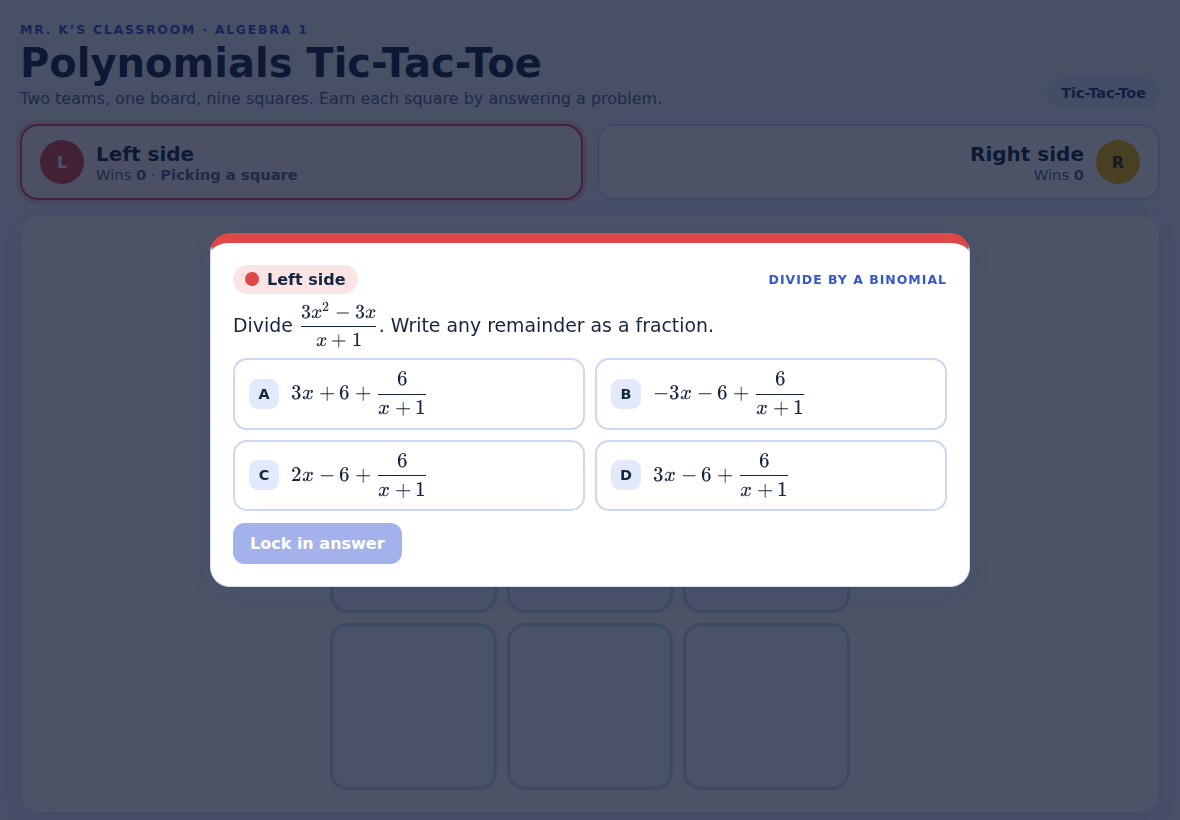 MR. K'S CLASSROOM · ALGEBRA 1
Polynomials Tic-Tac-Toe
Two teams, one board, nine squares. Earn each square by answering a problem.
Tic-Tac-Toe
L
Left side
Wins 0 · Picking a square
Right side
Wins 0
R
Left side
DIVIDE BY A BINOMIAL
Divide (3x² − 3x)/(x + 1). Write any remainder as a fraction.
A 3x + 6 + 6/(x + 1)
B −3x − 6 + 6/(x + 1)
C 2x − 6 + 6/(x + 1)
D 3x − 6 + 6/(x + 1)
Lock in answer